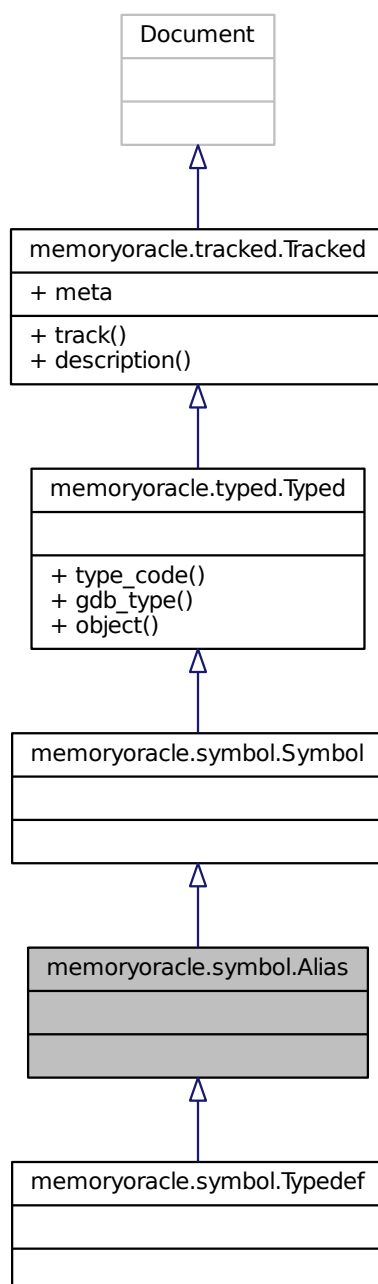 Document
memoryoracle.tracked.Tracked
+ meta
+ track()
+ description()
memoryoracle.typed.Typed
+ type_code()
+ gdb_type()
+ object()
memoryoracle.symbol.Symbol
memoryoracle.symbol.Alias
memoryoracle.symbol.Typedef